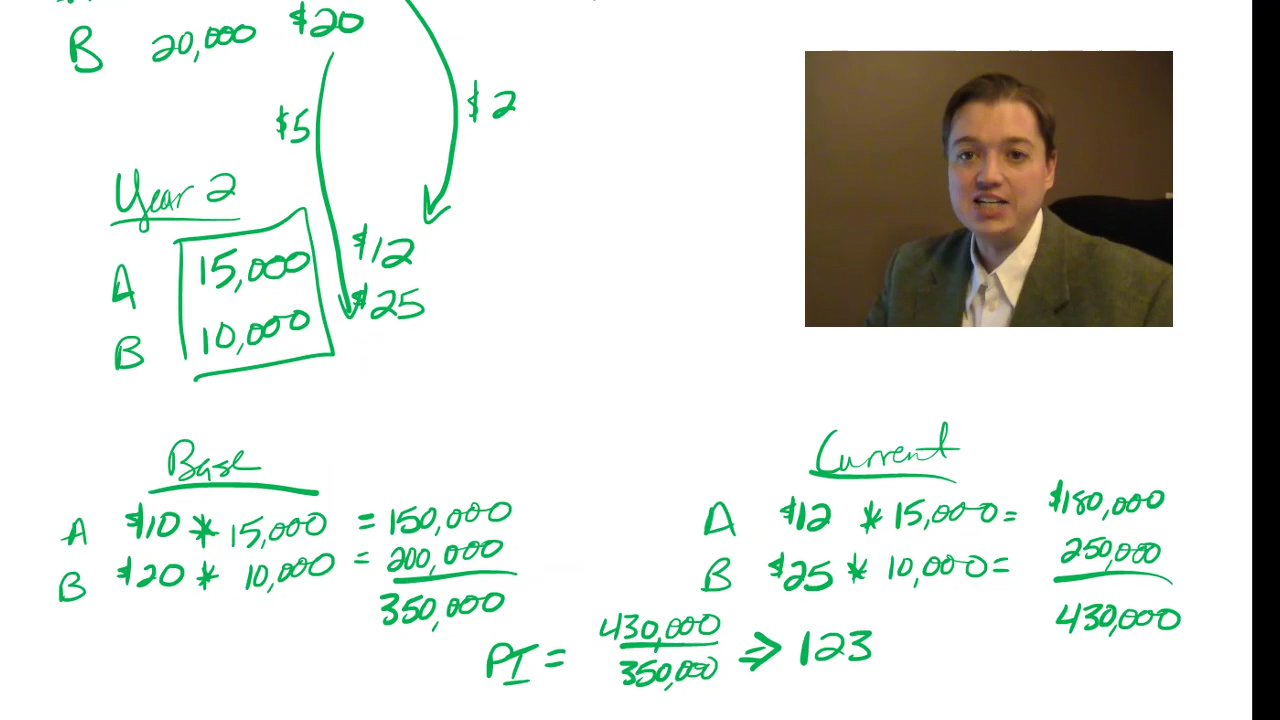 B 20,000 $20
$5
$2
Year 2
A 15,000 $12
B 10,000 $25
Base
A $10 * 15,000 = 150,000
B $20 * 10,000 = 200,000
350,000
Current
A $12 * 15,000 = $180,000
B $25 * 10,000 = 250,000
430,000
PI = 430,000 / 350,000 ⇒ 123